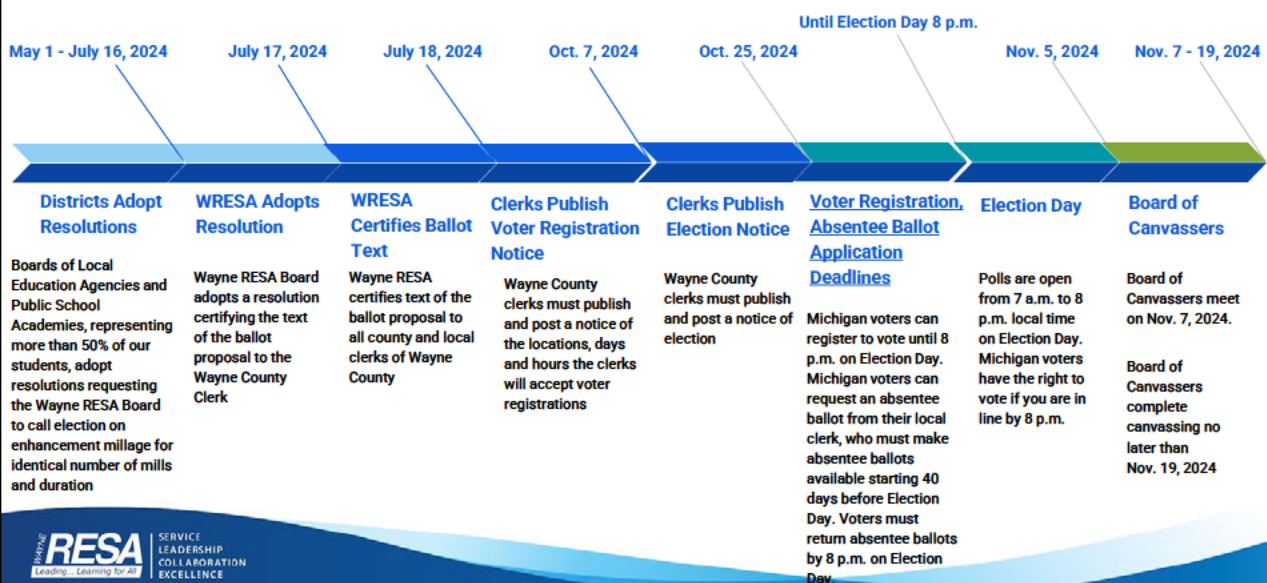 Until Election Day 8 p.m.
May 1 - July 16, 2024
July 17, 2024
July 18, 2024
Oct. 7, 2024
Oct. 25, 2024
Nov. 5, 2024
Nov. 7 - 19, 2024
Districts Adopt
Resolutions
Boards of Local
Education Agencies and
Public School
Academies, representing
more than 50% of our
students, adopt
resolutions requesting
the Wayne RESA Board
to call election on
enhancement millage for
identical number of mills
and duration
WRESA Adopts
Resolution
Wayne RESA Board
adopts a resolution
certifying the text
of the ballot
proposal to the
Wayne County
Clerk
WRESA
Certifies Ballot
Text
Wayne RESA
certifies text of the
ballot proposal to
all county and local
clerks of Wayne
County
Clerks Publish
Voter Registration
Notice
Wayne County
clerks must publish
and post a notice of
the locations, days
and hours the clerks
will accept voter
registrations
Clerks Publish
Election Notice
Wayne County
clerks must publish
and post a notice of
election
Voter Registration,
Absentee Ballot
Application
Deadlines
Michigan voters can
register to vote until 8
p.m. on Election Day.
Michigan voters can
request an absentee
ballot from their local
clerk, who must make
absentee ballots
available starting 40
days before Election
Day. Voters must
return absentee ballots
by 8 p.m. on Election
Day.
Election Day
Polls are open
from 7 a.m. to 8
p.m. local time
on Election Day.
Michigan voters
have the right to
vote if you are in
line by 8 p.m.
Board of
Canvassers
Board of
Canvassers meet
on Nov. 7, 2024.
Board of
Canvassers
complete
canvassing no
later than
Nov. 19, 2024
WAYNE
RESA
Leading... Learning for All
SERVICE
LEADERSHIP
COLLABORATION
EXCELLENCE